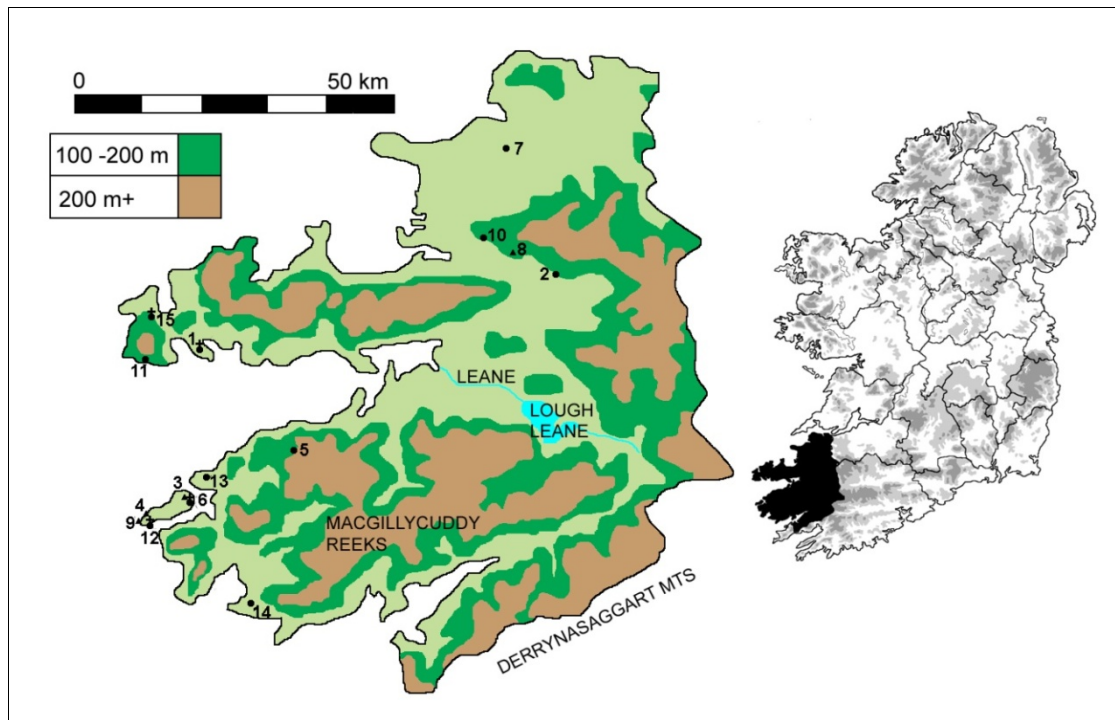 0 50 km
100 -200 m
200 m+
7
10
8
2
15
1
11
LEANE
LOUGH
LEANE
5
13
3
6
4
9
12
MACGILLYCUDDY
REEKS
14
DERRYNASAGGART MTS